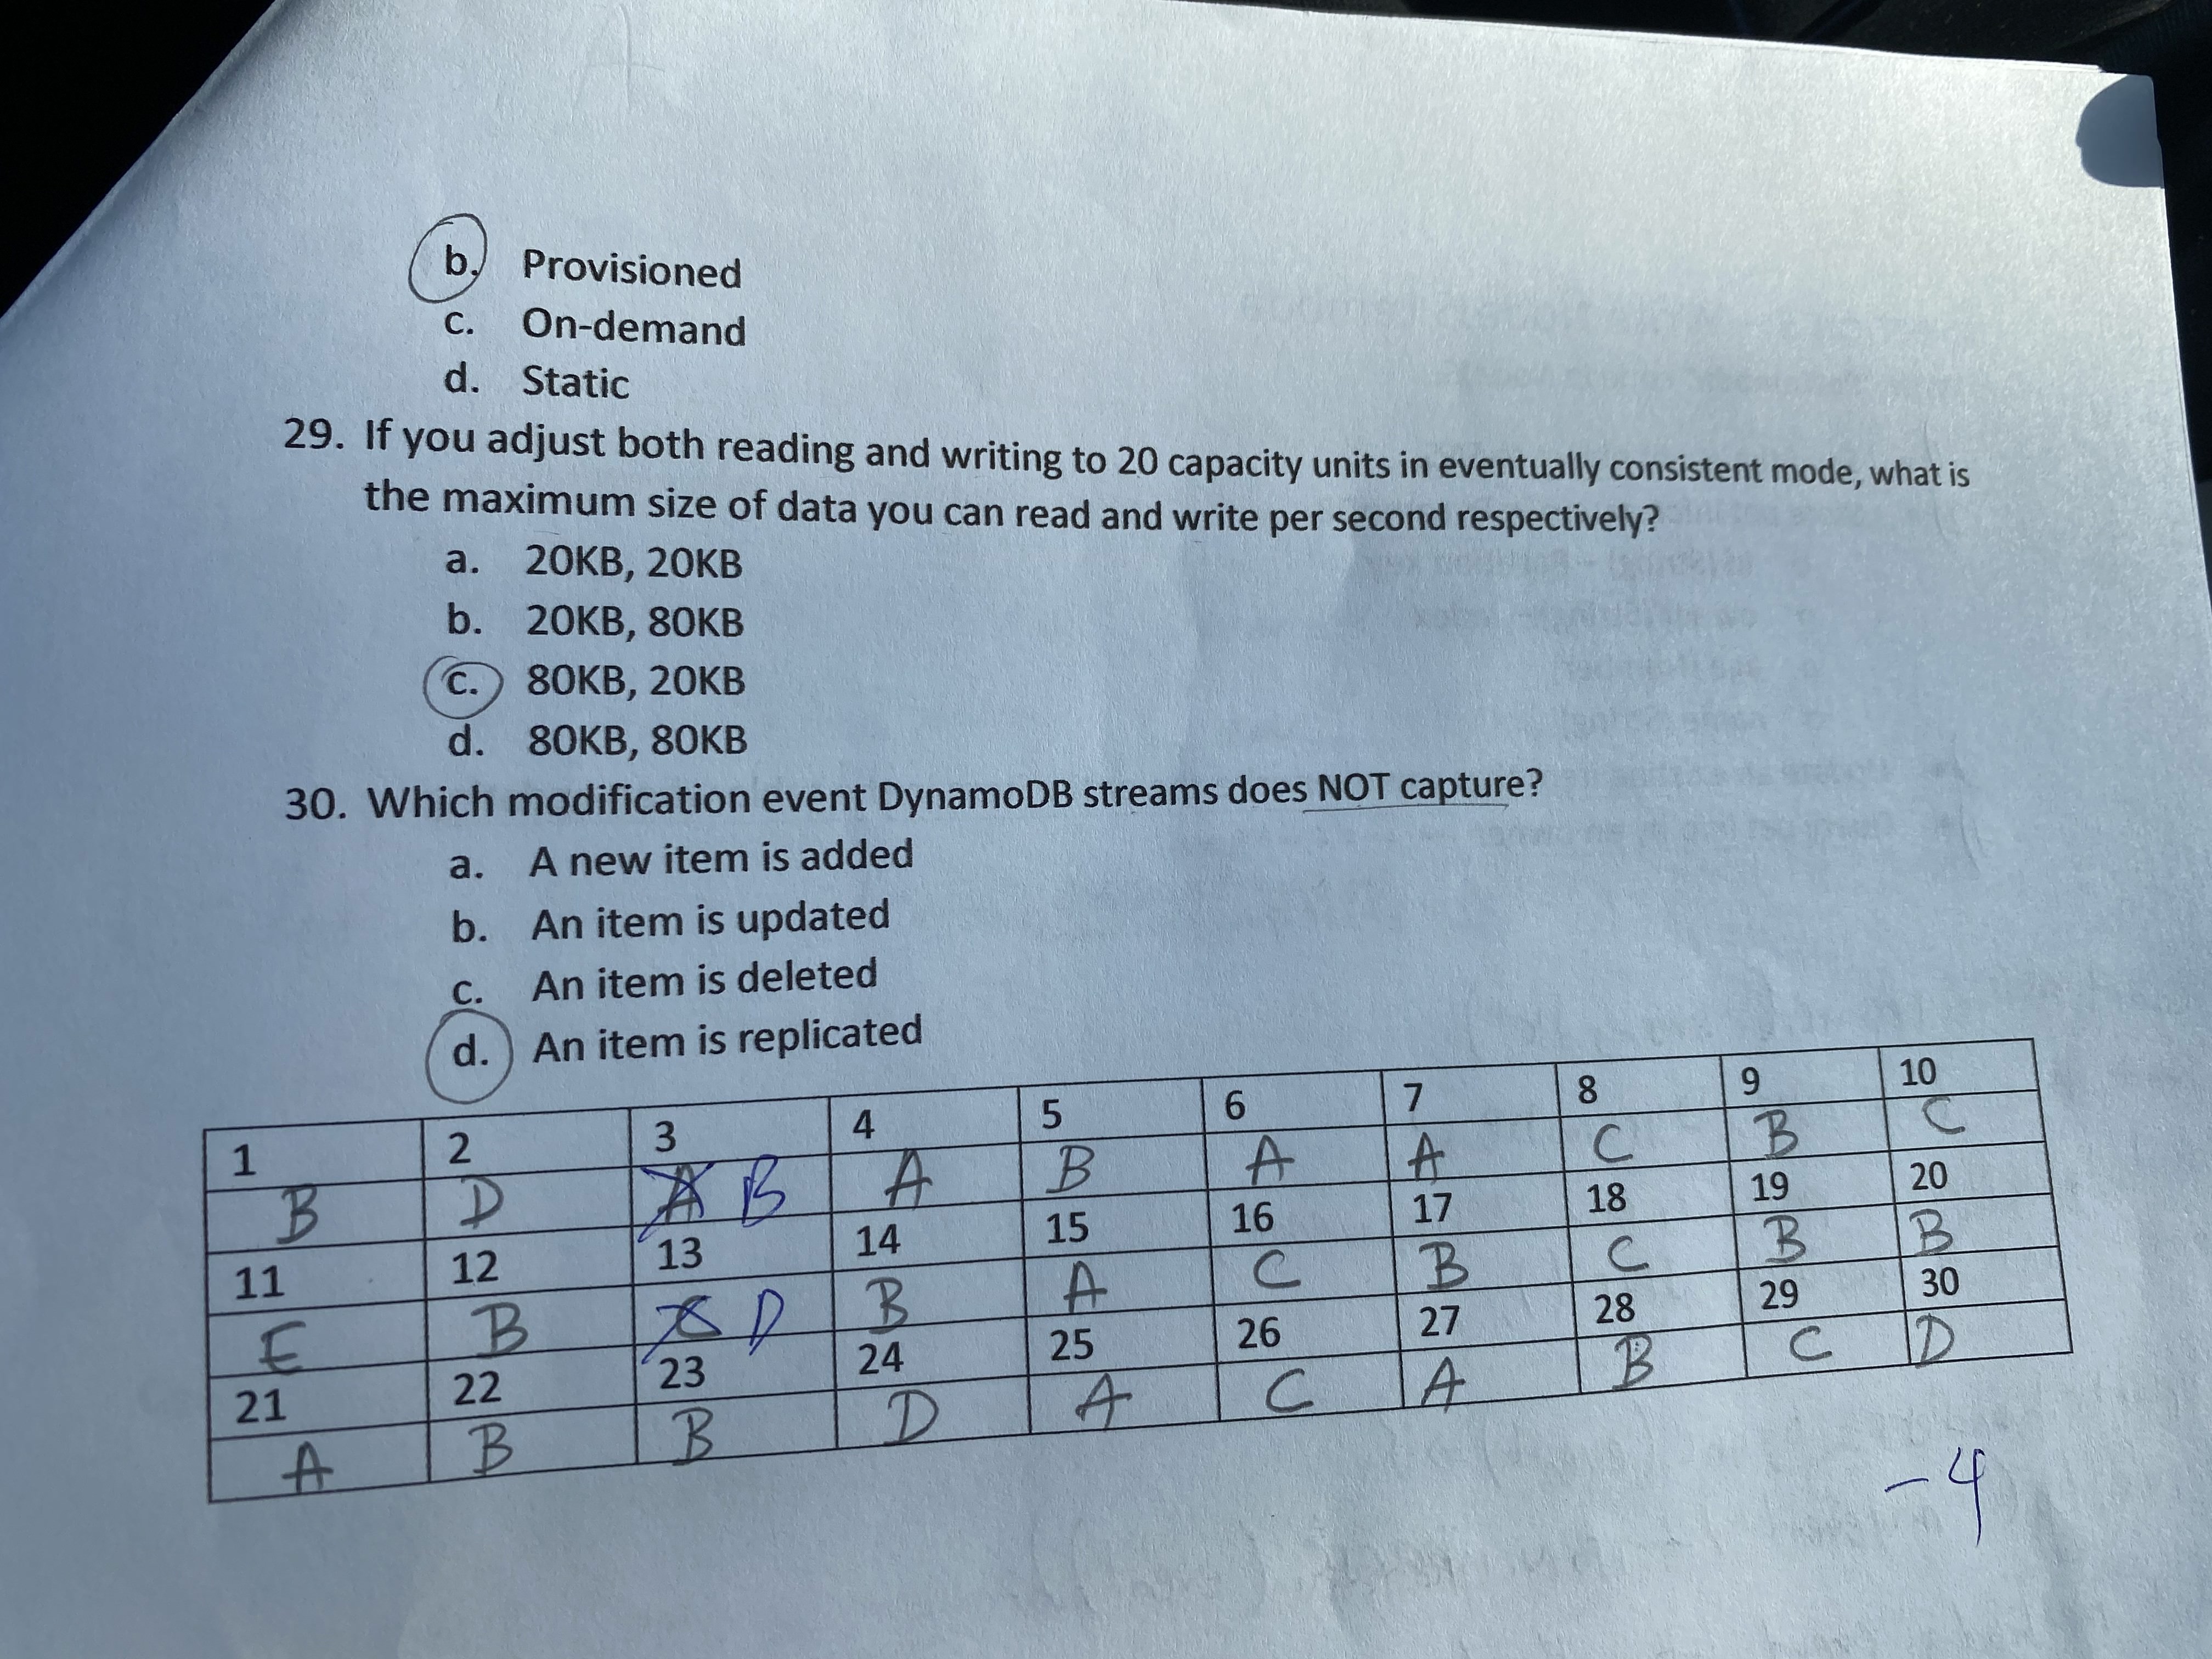 b. Provisioned
c. On-demand
d. Static
29. If you adjust both reading and writing to 20 capacity units in eventually consistent mode, what is
the maximum size of data you can read and write per second respectively?
a. 20KB, 20KB
b. 20KB, 80KB
c. 80KB, 20KB
d. 80KB, 80KB
30. Which modification event DynamoDB streams does NOT capture?
a. A new item is added
b. An item is updated
c. An item is deleted
d. An item is replicated
1 2 3 4 5 6 7 8 9 10
B D A B A B A A C B C
11 12 13 14 15 16 17 18 19 20
E B C D B A C B C B B
21 22 23 24 25 26 27 28 29 30
A B B D A C A B C D
-4